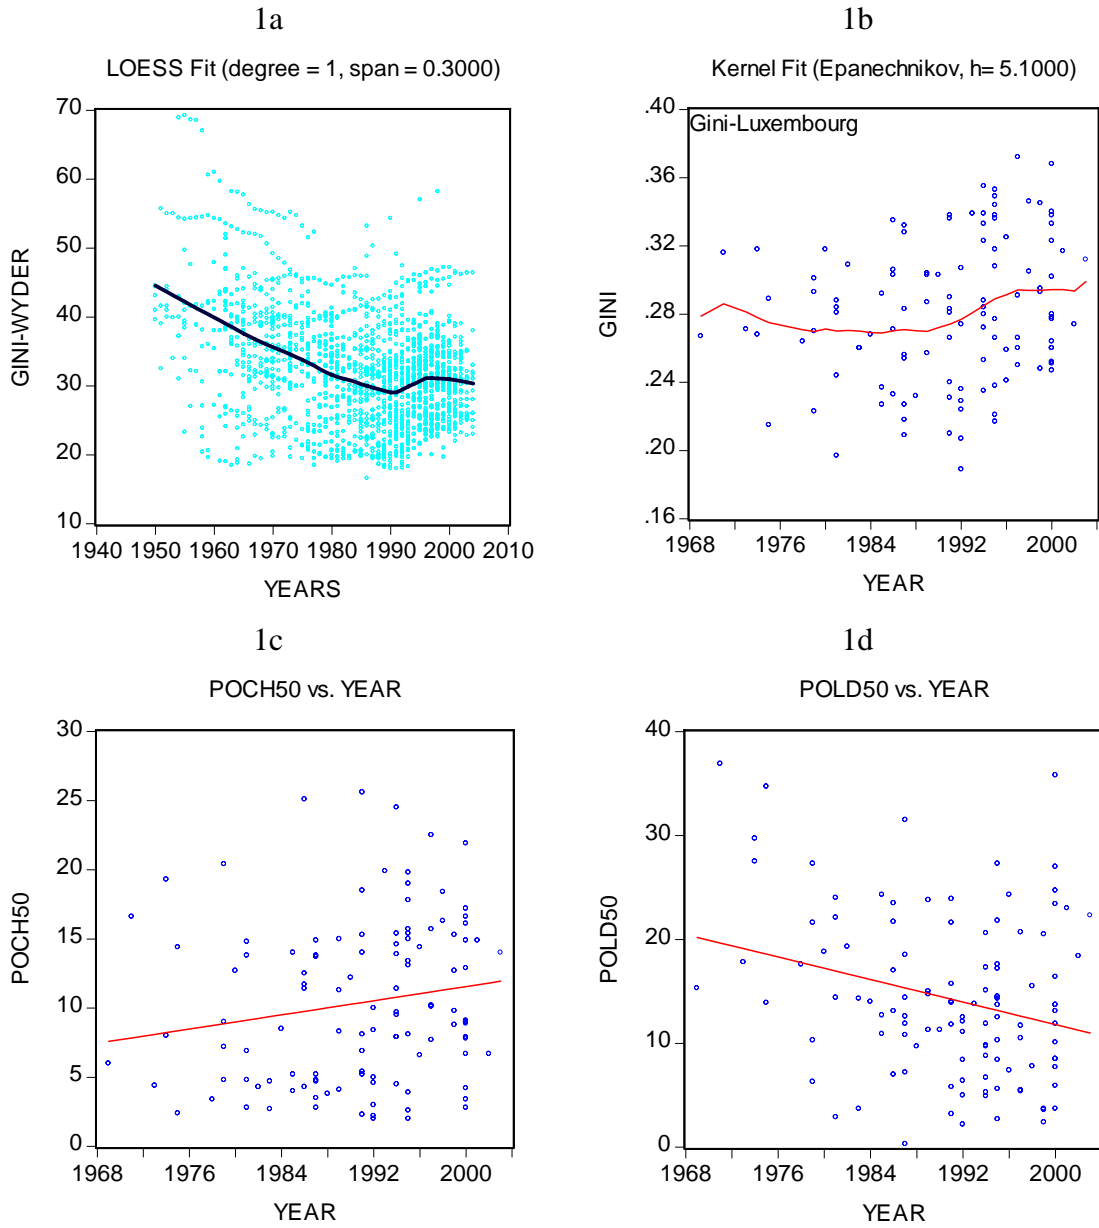 1a
LOESS Fit (degree = 1, span = 0.3000)
70
60
50
40
30
20
10
GINI-WYDER
1940 1950 1960 1970 1980 1990 2000 2010
YEARS
1b
Kernel Fit (Epanechnikov, h= 5.1000)
Gini-Luxembourg
.40
.36
.32
.28
.24
.20
.16
GINI
1968 1976 1984 1992 2000
YEAR
1c
POCH50 vs. YEAR
30
25
20
15
10
5
0
POCH50
1968 1976 1984 1992 2000
YEAR
1d
POLD50 vs. YEAR
40
30
20
10
0
POLD50
1968 1976 1984 1992 2000
YEAR